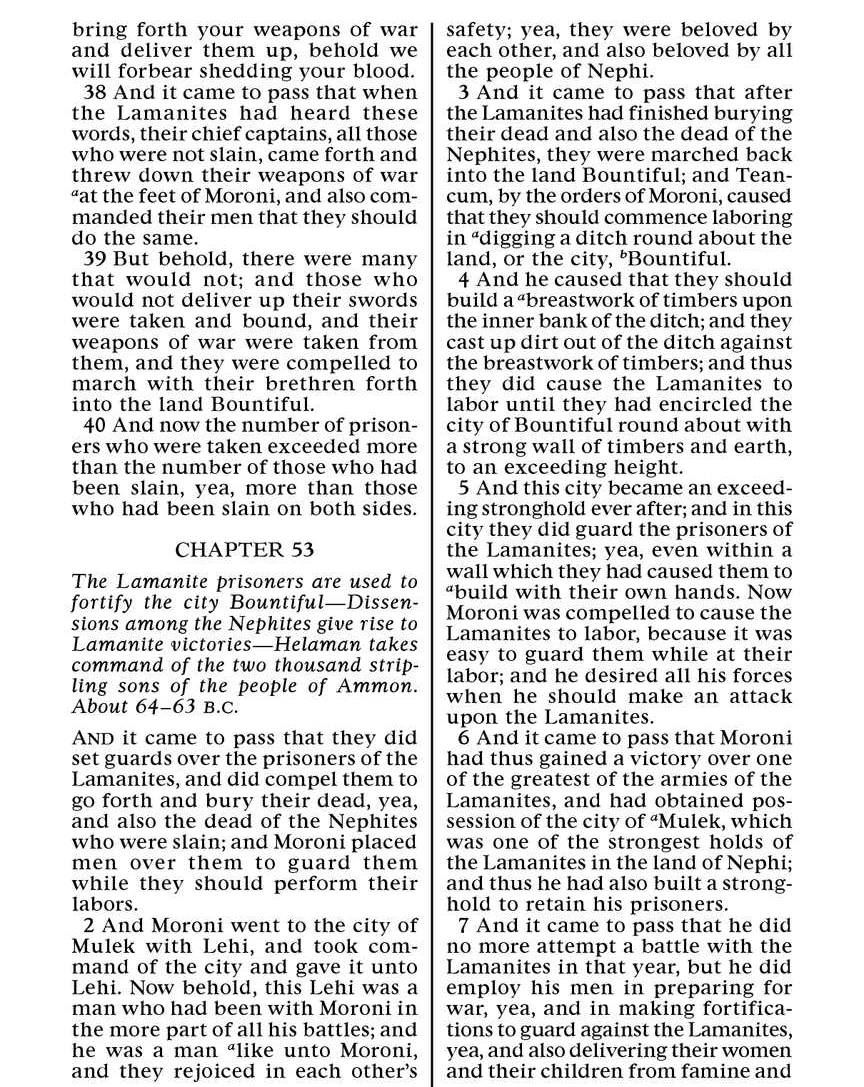 bring forth your weapons of war
and deliver them up, behold we
will forbear shedding your blood.
38 And it came to pass that when
the Lamanites had heard these
words, their chief captains, all those
who were not slain, came forth and
threw down their weapons of war
aat the feet of Moroni, and also com-
manded their men that they should
do the same.
39 But behold, there were many
that would not; and those who
would not deliver up their swords
were taken and bound, and their
weapons of war were taken from
them, and they were compelled to
march with their brethren forth
into the land Bountiful.
40 And now the number of prison-
ers who were taken exceeded more
than the number of those who had
been slain, yea, more than those
who had been slain on both sides.
CHAPTER 53
The Lamanite prisoners are used to
fortify the city Bountiful—Dissen-
sions among the Nephites give rise to
Lamanite victories—Helaman takes
command of the two thousand strip-
ling sons of the people of Ammon.
About 64–63 B.C.
AND it came to pass that they did
set guards over the prisoners of the
Lamanites, and did compel them to
go forth and bury their dead, yea,
and also the dead of the Nephites
who were slain; and Moroni placed
men over them to guard them
while they should perform their
labors.
2 And Moroni went to the city of
Mulek with Lehi, and took com-
mand of the city and gave it unto
Lehi. Now behold, this Lehi was a
man who had been with Moroni in
the more part of all his battles; and
he was a man alike unto Moroni,
and they rejoiced in each other's
safety; yea, they were beloved by
each other, and also beloved by all
the people of Nephi.
3 And it came to pass that after
the Lamanites had finished burying
their dead and also the dead of the
Nephites, they were marched back
into the land Bountiful; and Tean-
cum, by the orders of Moroni, caused
that they should commence laboring
in adigging a ditch round about the
land, or the city, bBountiful.
4 And he caused that they should
build a abreastwork of timbers upon
the inner bank of the ditch; and they
cast up dirt out of the ditch against
the breastwork of timbers; and thus
they did cause the Lamanites to
labor until they had encircled the
city of Bountiful round about with
a strong wall of timbers and earth,
to an exceeding height.
5 And this city became an exceed-
ing stronghold ever after; and in this
city they did guard the prisoners of
the Lamanites; yea, even within a
wall which they had caused them to
abuild with their own hands. Now
Moroni was compelled to cause the
Lamanites to labor, because it was
easy to guard them while at their
labor; and he desired all his forces
when he should make an attack
upon the Lamanites.
6 And it came to pass that Moroni
had thus gained a victory over one
of the greatest of the armies of the
Lamanites, and had obtained pos-
session of the city of aMulek, which
was one of the strongest holds of
the Lamanites in the land of Nephi;
and thus he had also built a strong-
hold to retain his prisoners.
7 And it came to pass that he did
no more attempt a battle with the
Lamanites in that year, but he did
employ his men in preparing for
war, yea, and in making fortifica-
tions to guard against the Lamanites,
yea, and also delivering their women
and their children from famine and